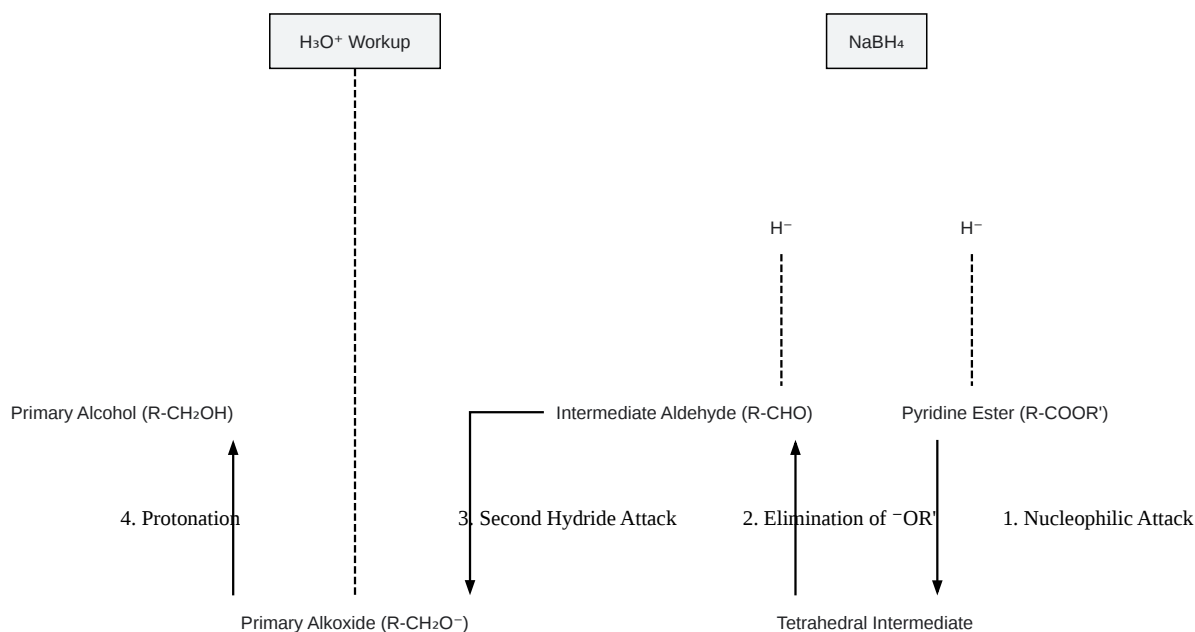 H₃O⁺ Workup
NaBH₄
H⁻
H⁻
Primary Alcohol (R-CH₂OH)
Intermediate Aldehyde (R-CHO)
Pyridine Ester (R-COOR')
4. Protonation
3. Second Hydride Attack
2. Elimination of ⁻OR'
1. Nucleophilic Attack
Primary Alkoxide (R-CH₂O⁻)
Tetrahedral Intermediate